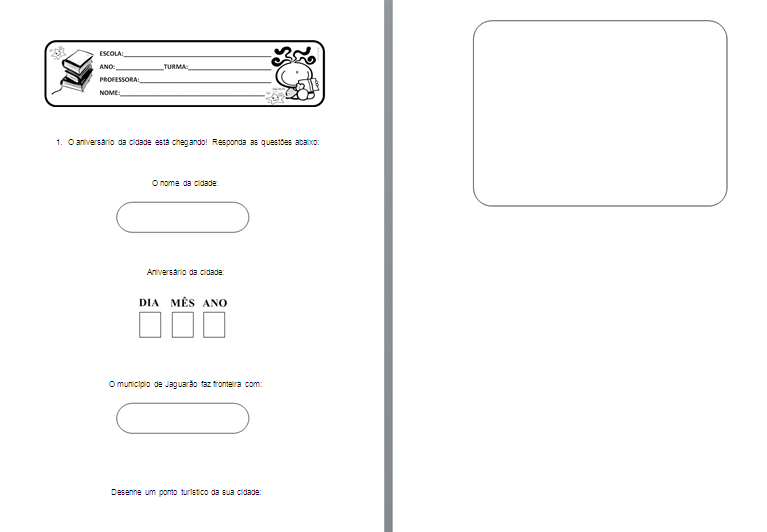 ESCOLA:
ANO: TURMA:
PROFESSORA:
NOME:
1. O aniversário da cidade está chegando! Responda as questões abaixo:
O nome da cidade:
Aniversário da cidade:
DIA MÊS ANO
O município de Jaguarão faz fronteira com:
Desenhe um ponto turístico da sua cidade: